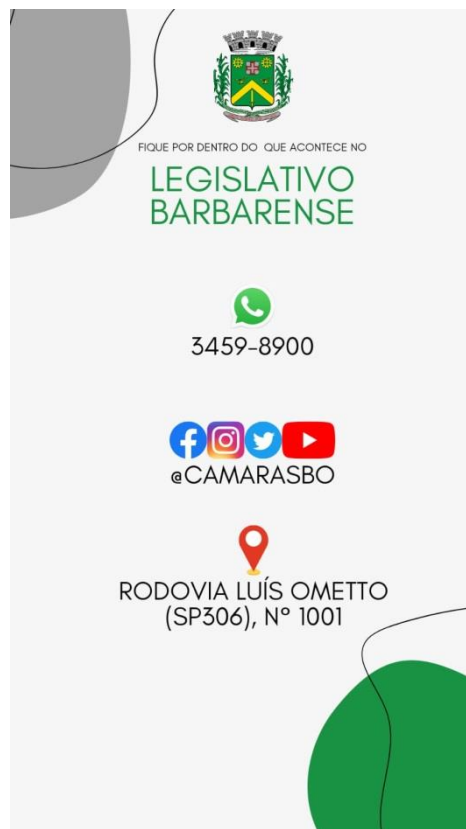 FIQUE POR DENTRO DO QUE ACONTECE NO
LEGISLATIVO
BARBARENSE
3459-8900
@CAMARASBO
RODOVIA LUÍS OMETTO
(SP306), Nº 1001